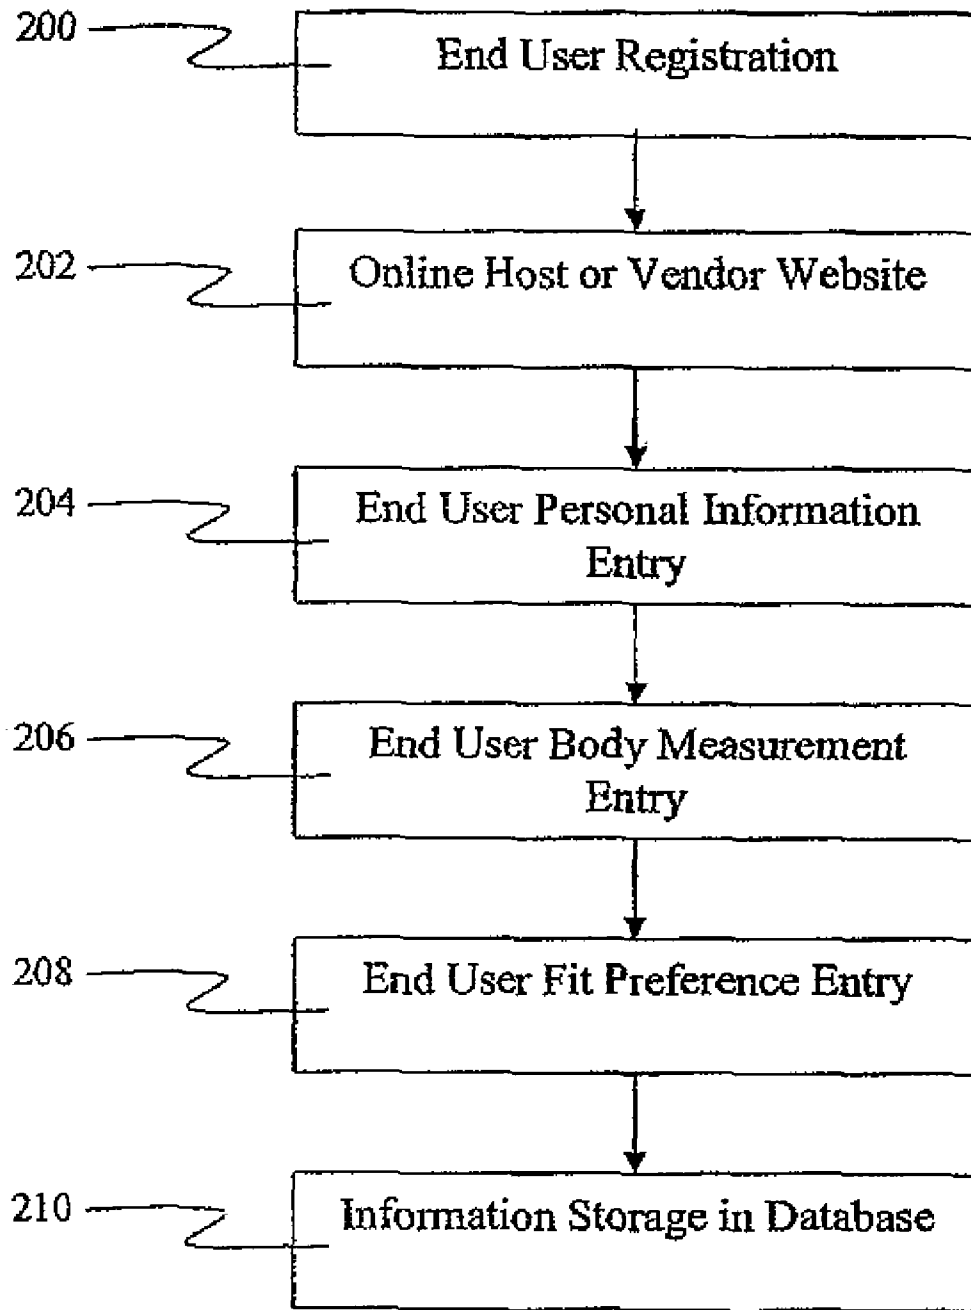 200
End User Registration
202
Online Host or Vendor Website
204
End User Personal Information
Entry
206
End User Body Measurement
Entry
208
End User Fit Preference Entry
210
Information Storage in Database